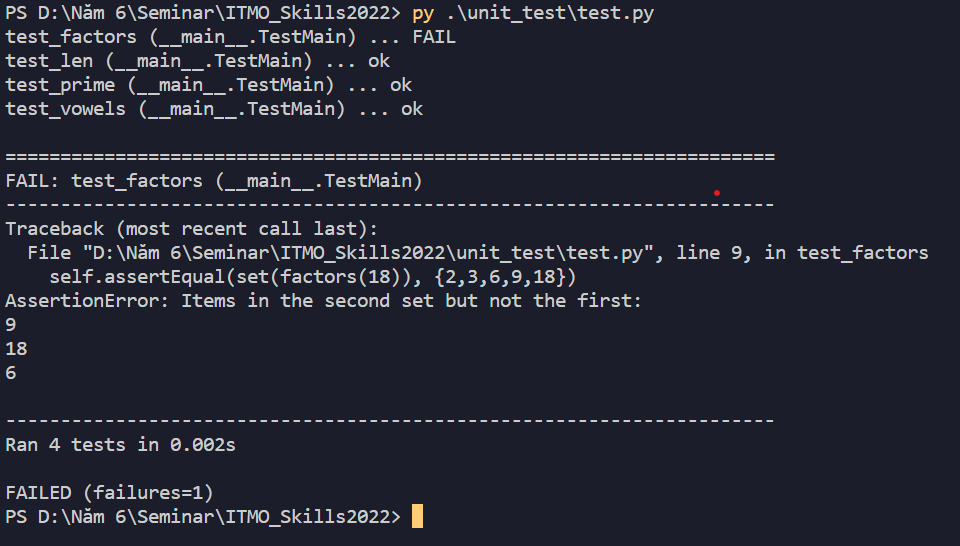 PS D:\Năm 6\Seminar\ITMO_Skills2022> py .\unit_test\test.py
test_factors (__main__.TestMain) ... FAIL
test_len (__main__.TestMain) ... ok
test_prime (__main__.TestMain) ... ok
test_vowels (__main__.TestMain) ... ok
======================================================================
FAIL: test_factors (__main__.TestMain)
----------------------------------------------------------------------
Traceback (most recent call last):
  File "D:\Năm 6\Seminar\ITMO_Skills2022\unit_test\test.py", line 9, in test_factors
    self.assertEqual(set(factors(18)), {2,3,6,9,18})
AssertionError: Items in the second set but not the first:
9
18
6
----------------------------------------------------------------------
Ran 4 tests in 0.002s
FAILED (failures=1)
PS D:\Năm 6\Seminar\ITMO_Skills2022>